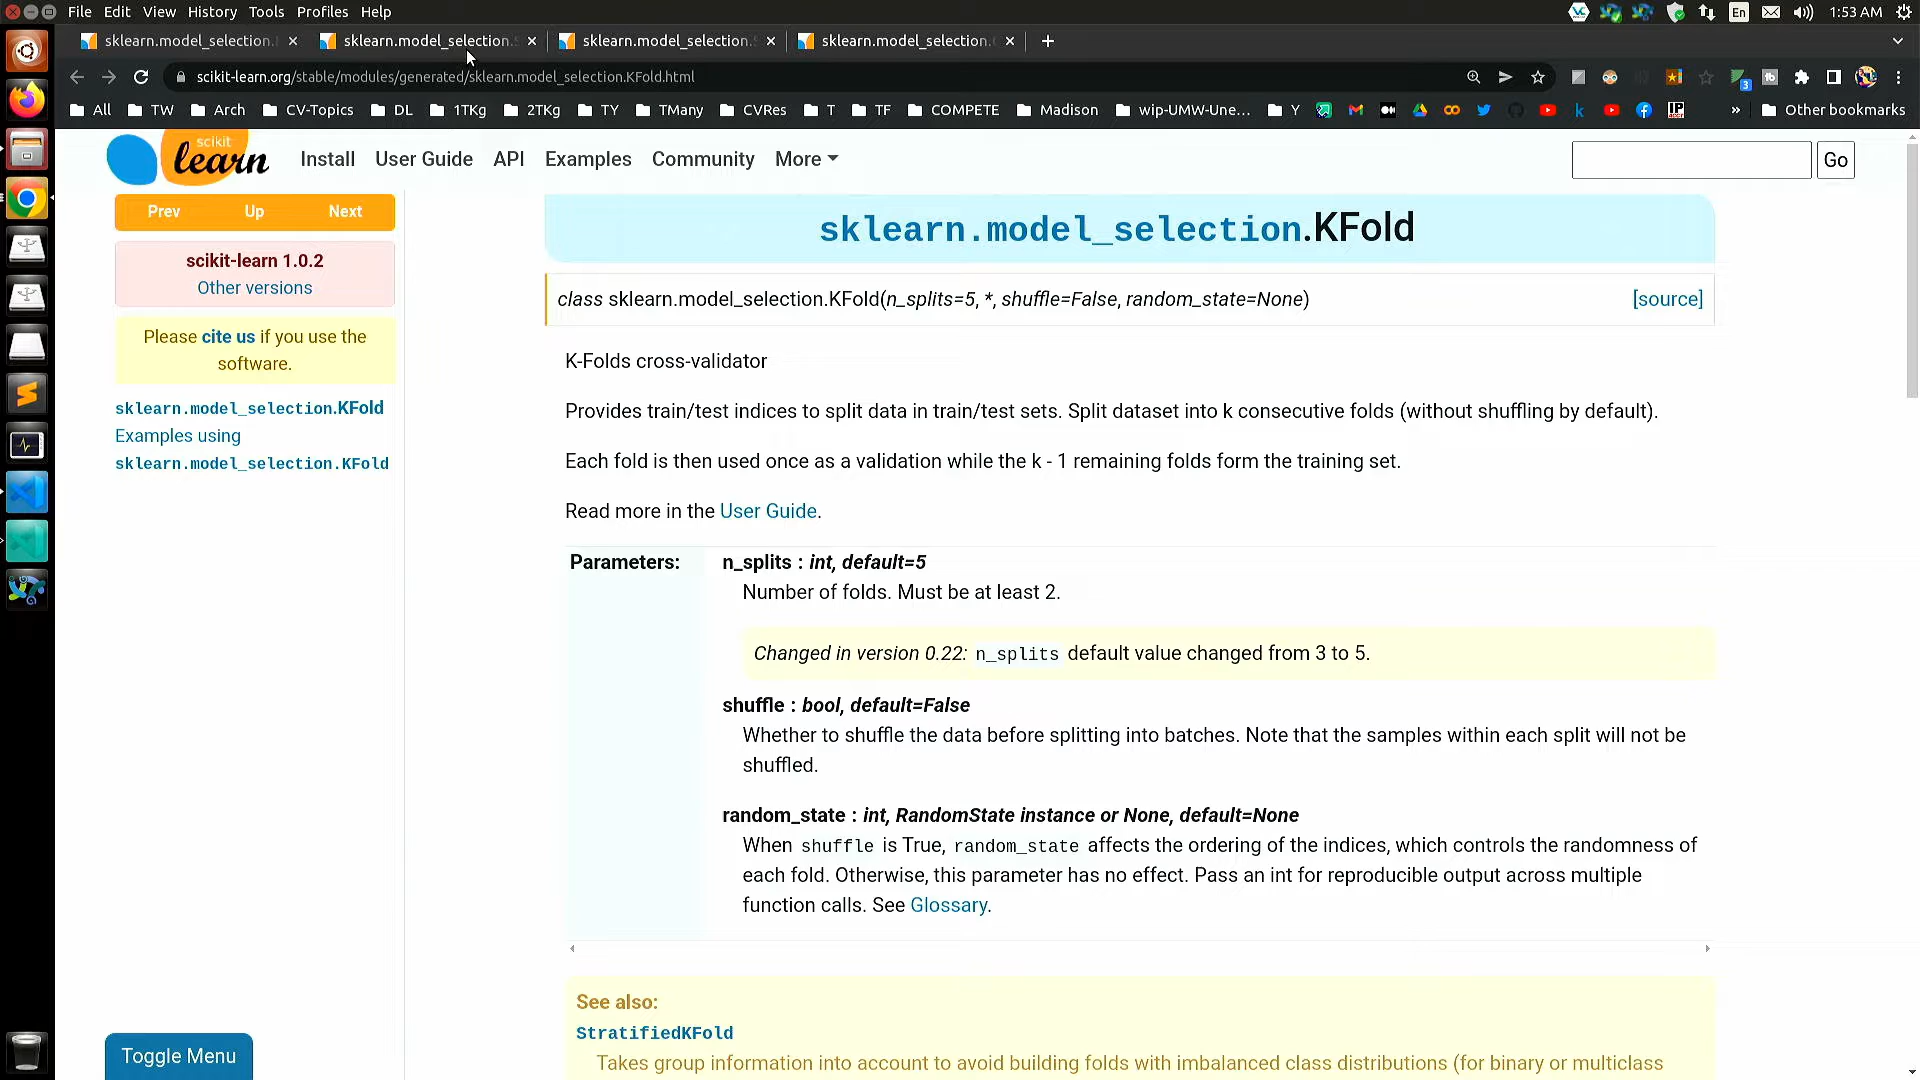 File Edit View History Tools Profiles Help
En 1:53 AM
sklearn.model_selection. sklearn.model_selection. sklearn.model_selection. sklearn.model_selection.
scikit-learn.org/stable/modules/generated/sklearn.model_selection.KFold.html
All TW Arch CV-Topics DL 1TKg 2TKg TY TMany CVRes T TF COMPETE Madison wip-UMW-Une... Y » Other bookmarks
scikit
learn
Install User Guide API Examples Community More
Go
Prev Up Next
scikit-learn 1.0.2
Other versions
Please cite us if you use the
software.
sklearn.model_selection.KFold
Examples using
sklearn.model_selection.KFold
sklearn.model_selection.KFold
class sklearn.model_selection.KFold(n_splits=5, *, shuffle=False, random_state=None) [source]
K-Folds cross-validator
Provides train/test indices to split data in train/test sets. Split dataset into k consecutive folds (without shuffling by default).
Each fold is then used once as a validation while the k - 1 remaining folds form the training set.
Read more in the User Guide.
Parameters: n_splits : int, default=5
Number of folds. Must be at least 2.
Changed in version 0.22: n_splits default value changed from 3 to 5.
shuffle : bool, default=False
Whether to shuffle the data before splitting into batches. Note that the samples within each split will not be
shuffled.
random_state : int, RandomState instance or None, default=None
When shuffle is True, random_state affects the ordering of the indices, which controls the randomness of
each fold. Otherwise, this parameter has no effect. Pass an int for reproducible output across multiple
function calls. See Glossary.
See also:
StratifiedKFold
Takes group information into account to avoid building folds with imbalanced class distributions (for binary or multiclass
Toggle Menu